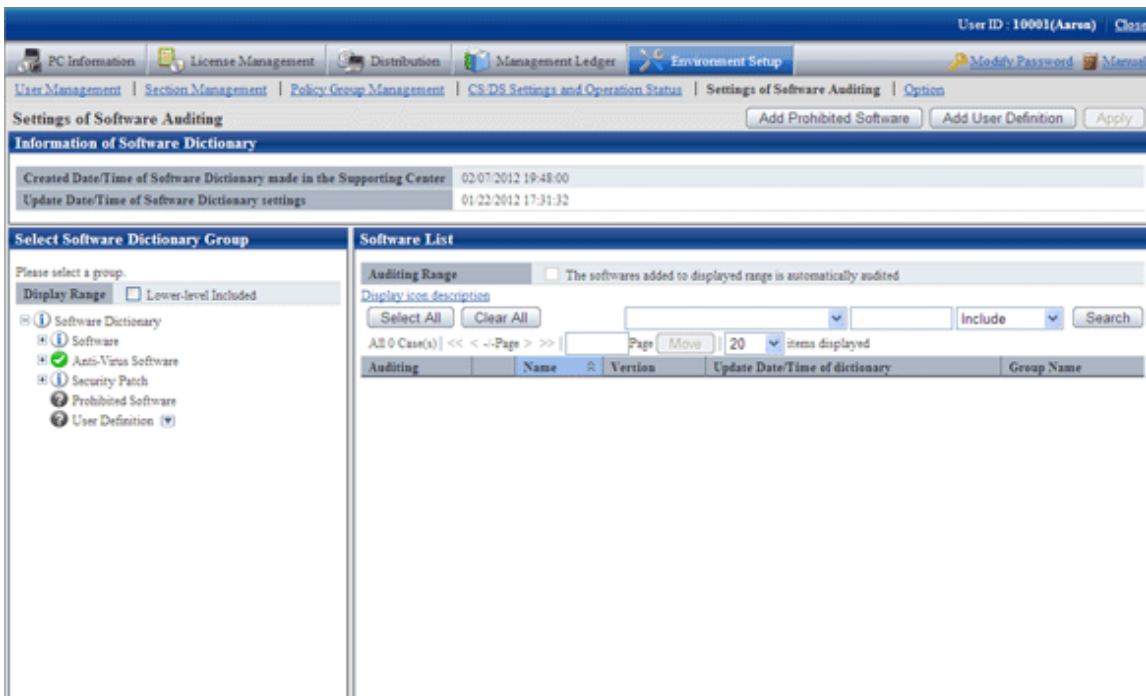 User ID : 10001(Aaron) Close
PC Information License Management Distribution Management Ledger Environment Setup Modify Password Manual
User Management | Section Management | Policy Group Management | CS/DS Settings and Operation Status | Settings of Software Auditing | Option
Settings of Software Auditing Add Prohibited Software Add User Definition Apply
Information of Software Dictionary
Created Date/Time of Software Dictionary made in the Supporting Center 02/07/2012 19:48:00
Update Date/Time of Software Dictionary settings 01/22/2012 17:31:32
Select Software Dictionary Group
Please select a group.
Display Range Lower-level Included
Software Dictionary
Software
Anti-Virus Software
Security Patch
Prohibited Software
User Definition
Software List
Auditing Range The softwares added to displayed range is automatically audited
Display icon description
Select All Clear All Include Search
All 0 Case(s) | << < -/-Page > >> | Page Move | 20 items displayed
Auditing Name Version Update Date/Time of dictionary Group Name